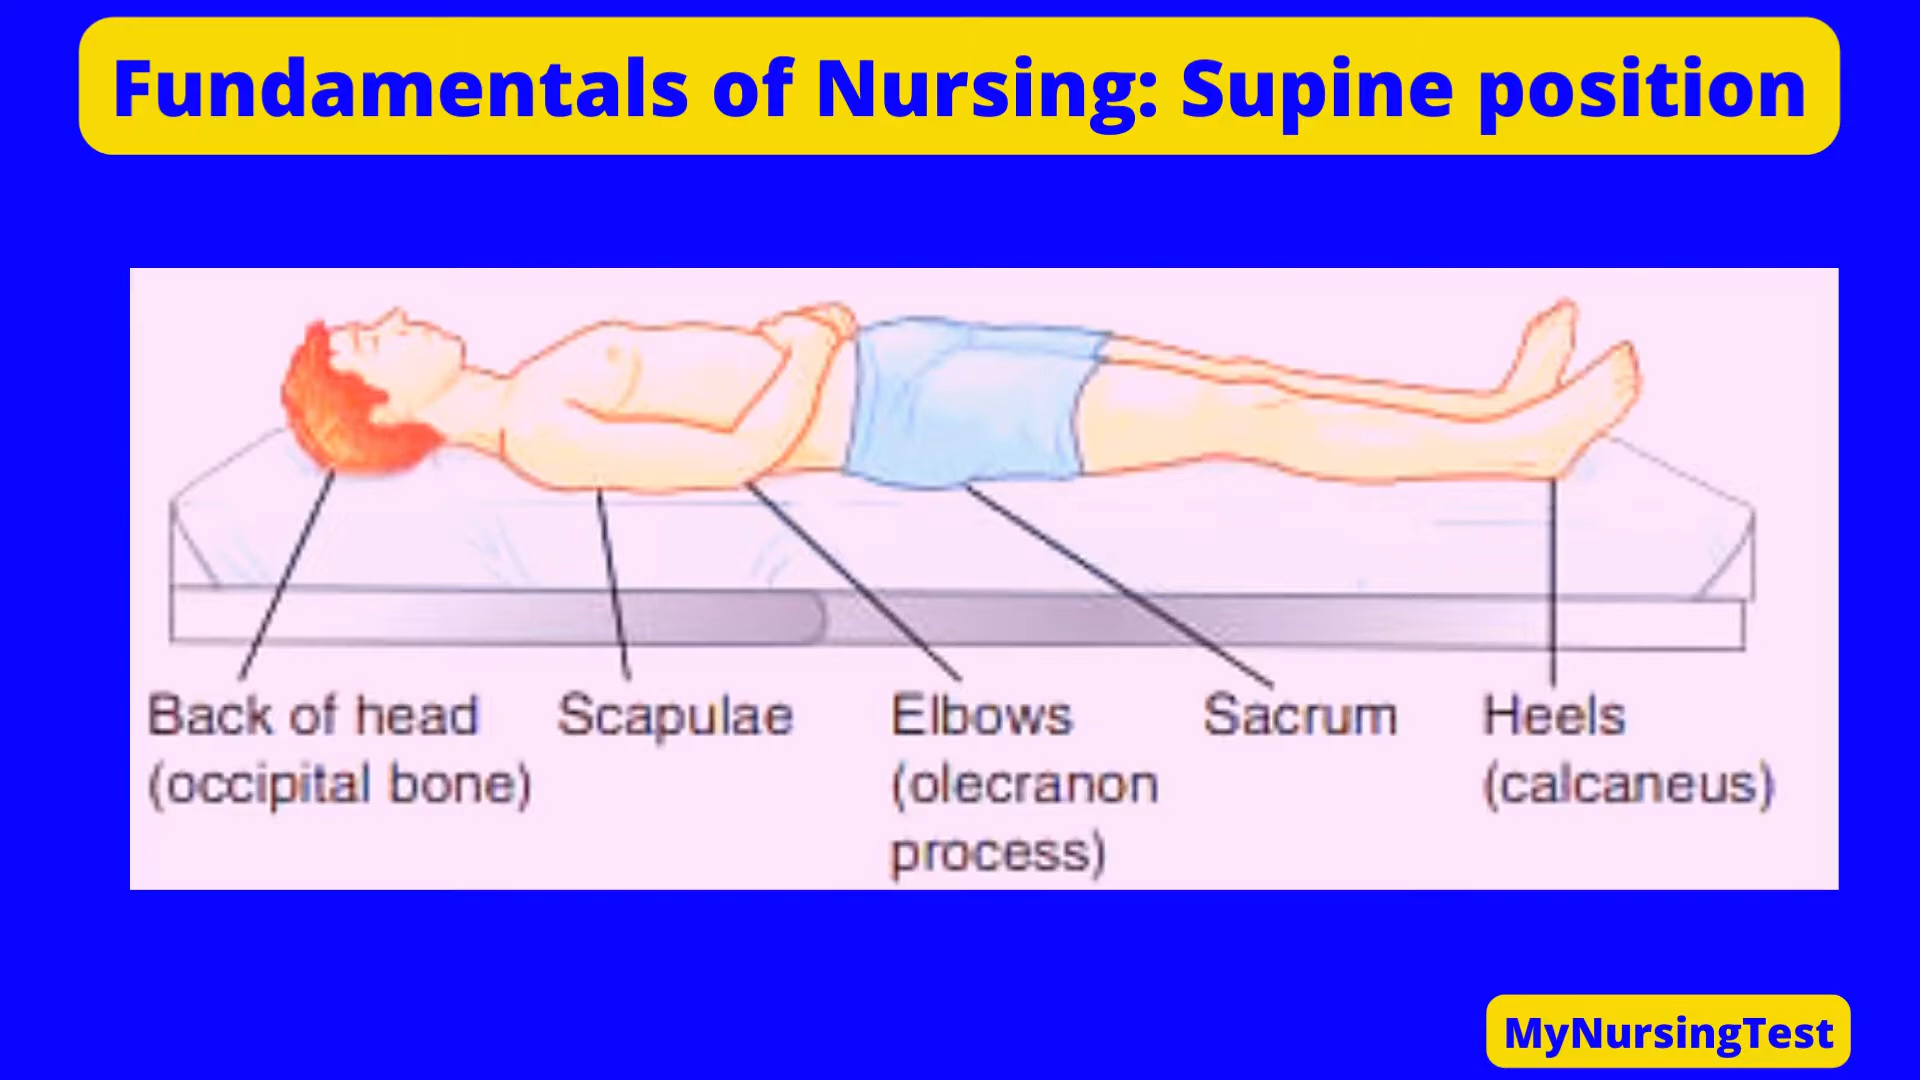 Fundamentals of Nursing: Supine position
Back of head
(occipital bone)
Scapulae
Elbows
(olecranon
process)
Sacrum
Heels
(calcaneus)
MyNursingTest